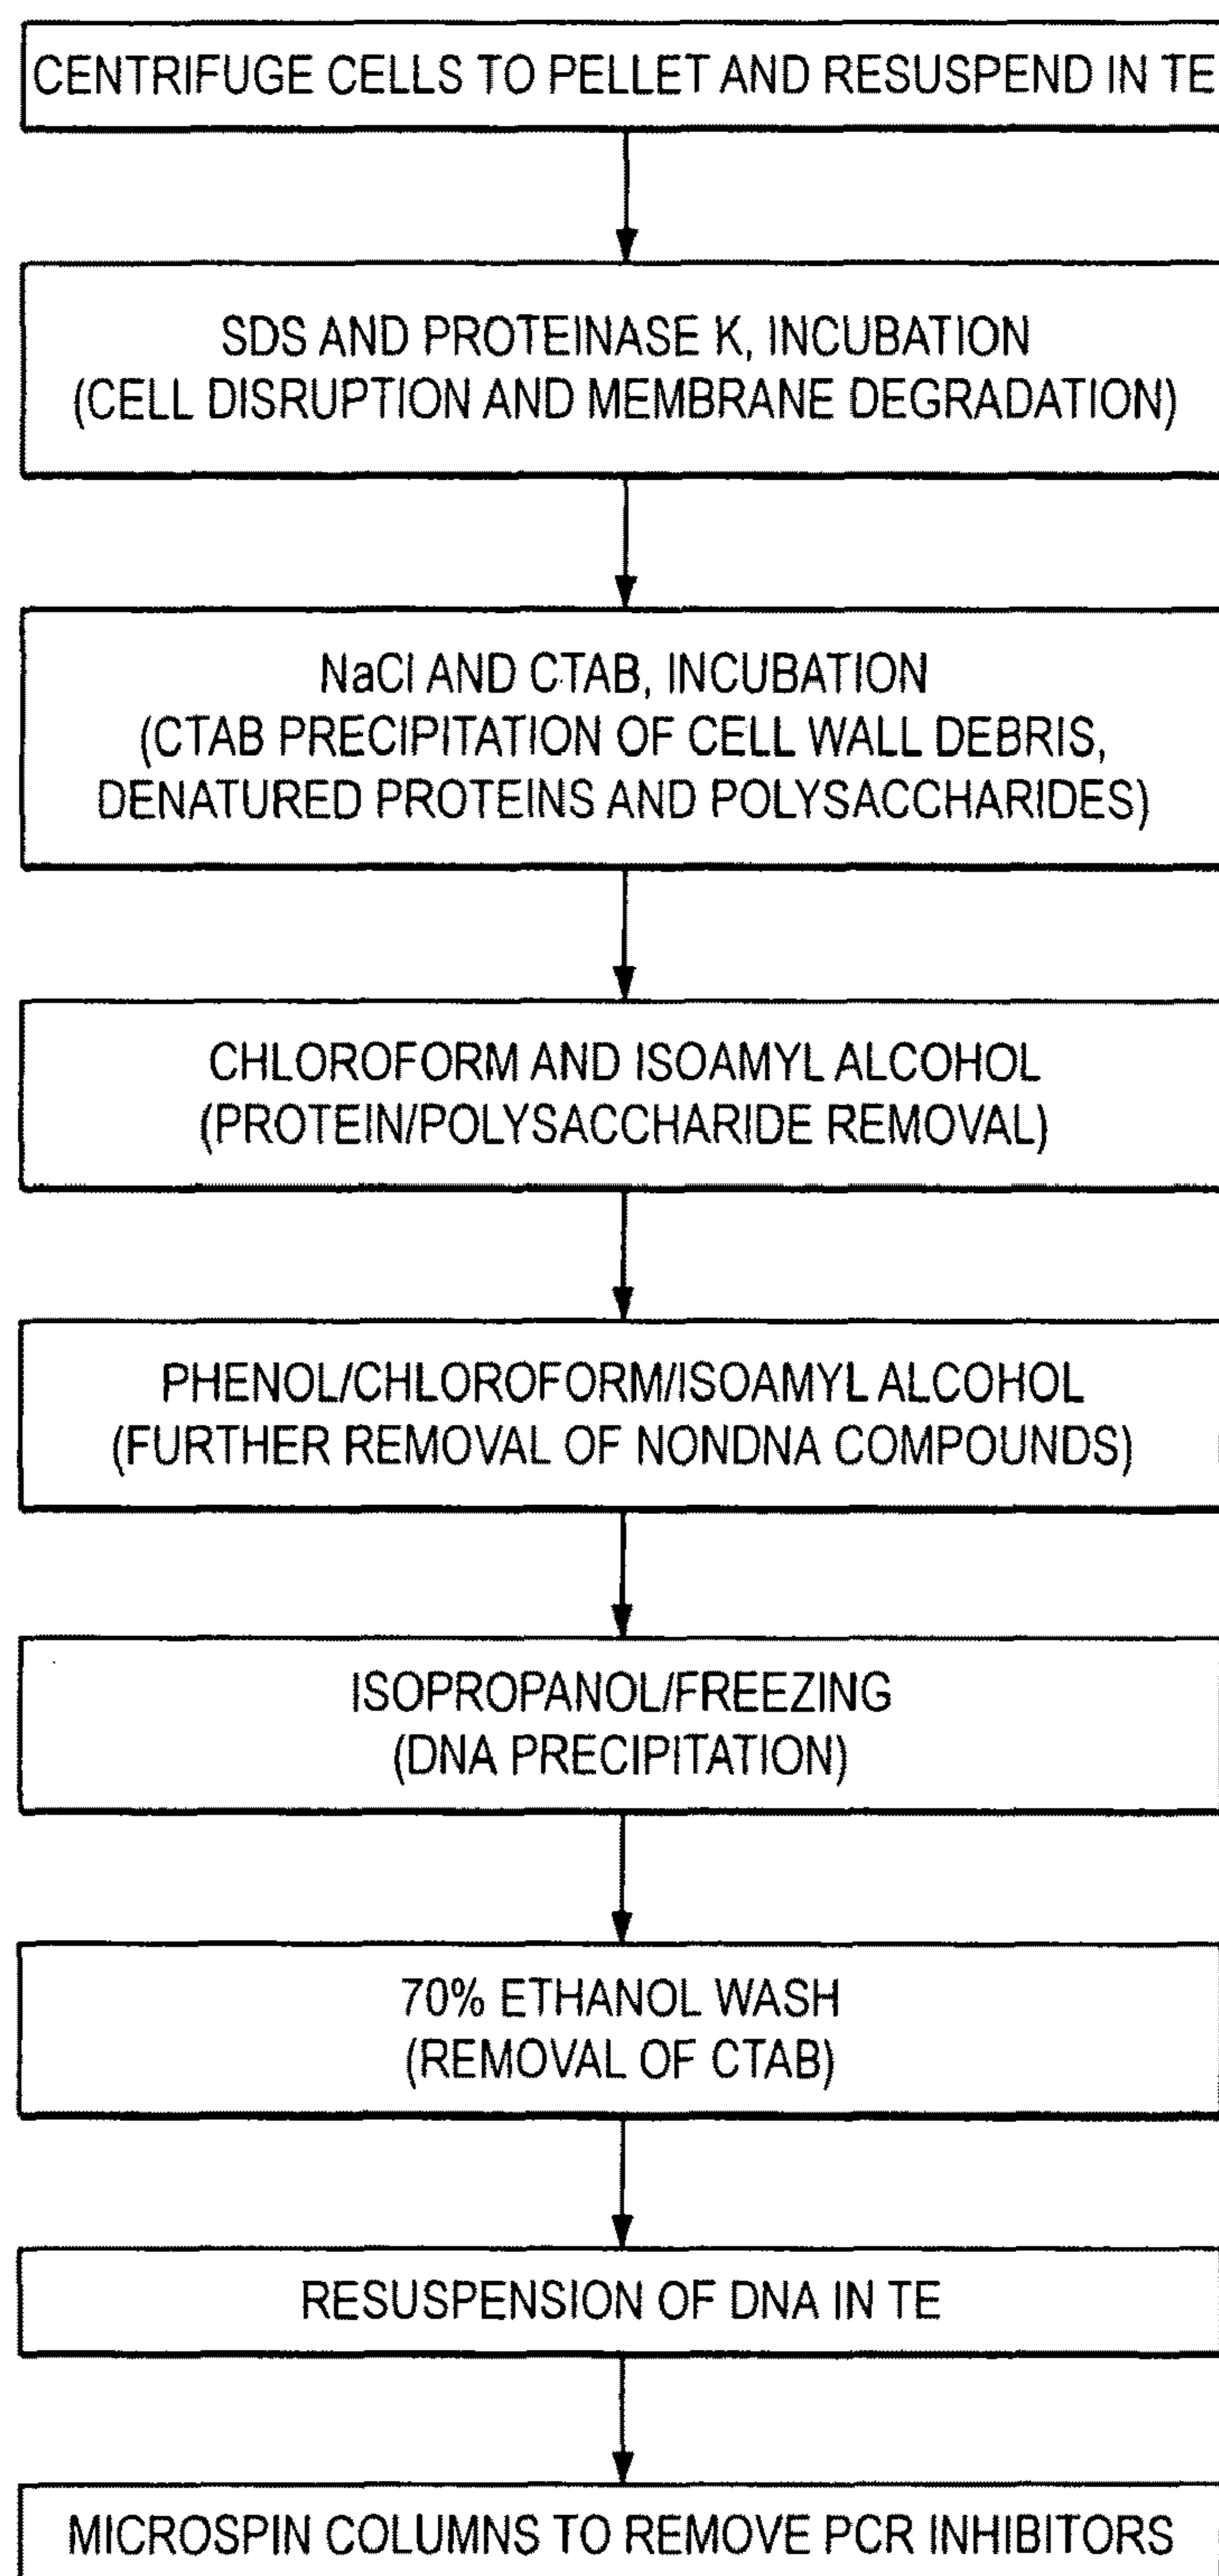 CENTRIFUGE CELLS TO PELLET AND RESUSPEND IN TE
SDS AND PROTEINASE K, INCUBATION
(CELL DISRUPTION AND MEMBRANE DEGRADATION)
NaCl AND CTAB, INCUBATION
(CTAB PRECIPITATION OF CELL WALL DEBRIS,
DENATURED PROTEINS AND POLYSACCHARIDES)
CHLOROFORM AND ISOAMYL ALCOHOL
(PROTEIN/POLYSACCHARIDE REMOVAL)
PHENOL/CHLOROFORM/ISOAMYL ALCOHOL
(FURTHER REMOVAL OF NONDNA COMPOUNDS)
ISOPROPANOL/FREEZING
(DNA PRECIPITATION)
70% ETHANOL WASH
(REMOVAL OF CTAB)
RESUSPENSION OF DNA IN TE
MICROSPIN COLUMNS TO REMOVE PCR INHIBITORS